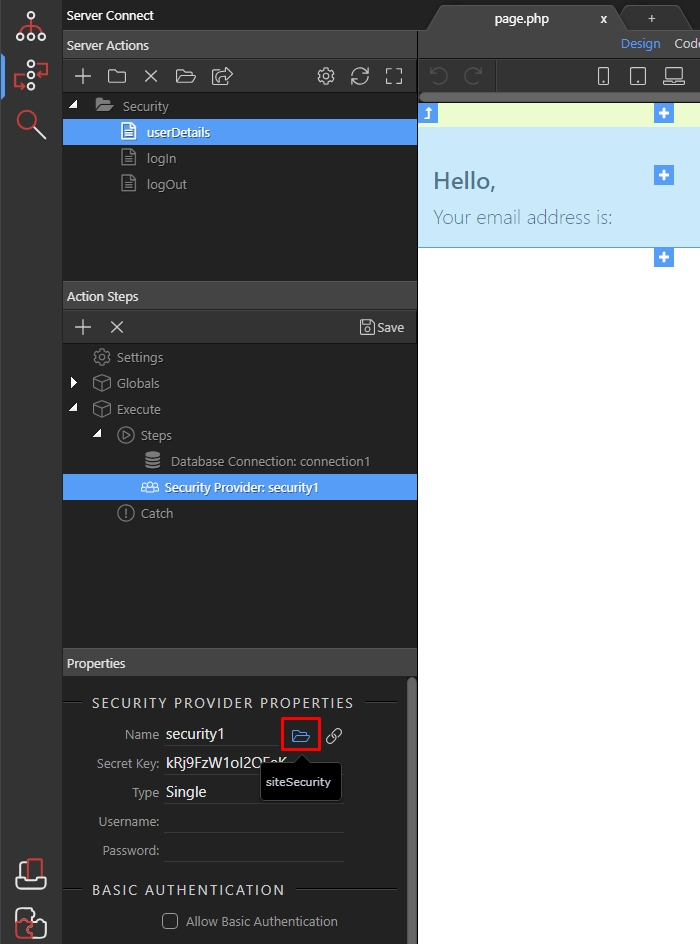 Server Connect
page.php x +
Server Actions
Design Code
Security
userDetails
logIn
logOut
Hello,
Your email address is:
Action Steps
Save
Settings
Globals
Execute
Steps
Database Connection: connection1
Security Provider: security1
Catch
Properties
SECURITY PROVIDER PROPERTIES
Name security1
Secret Key:
siteSecurity
Type Single
Username:
Password:
BASIC AUTHENTICATION
Allow Basic Authentication